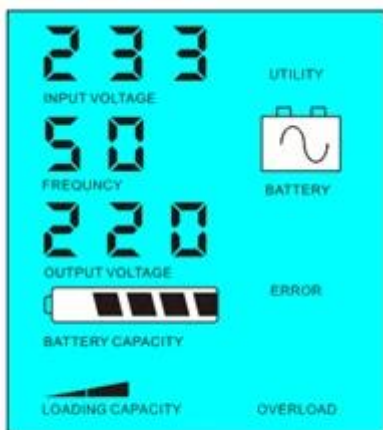 233
UTILITY
INPUT VOLTAGE
50
FREQUNCY
BATTERY
220
OUTPUT VOLTAGE
ERROR
BATTERY CAPACITY
LOADING CAPACITY
OVERLOAD